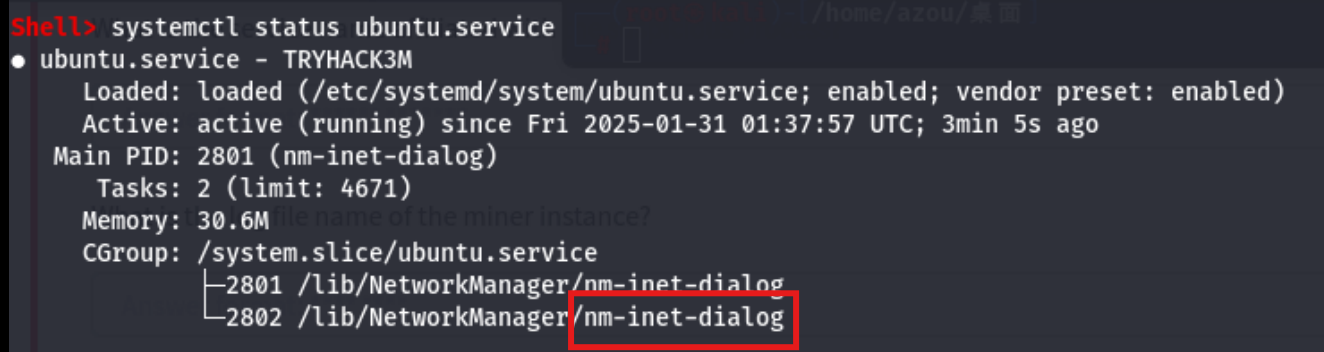 Shell> systemctl status ubuntu.service
/home/azou/桌面
● ubuntu.service - TRYHACK3M
Loaded: loaded (/etc/systemd/system/ubuntu.service; enabled; vendor preset: enabled)
Active: active (running) since Fri 2025-01-31 01:37:57 UTC; 3min 5s ago
Main PID: 2801 (nm-inet-dialog)
Tasks: 2 (limit: 4671)
Memory: 30.6M
file name of the miner instance?
CGroup: /system.slice/ubuntu.service
├─2801 /lib/NetworkManager/nm-inet-dialog
└─2802 /lib/NetworkManager/nm-inet-dialog